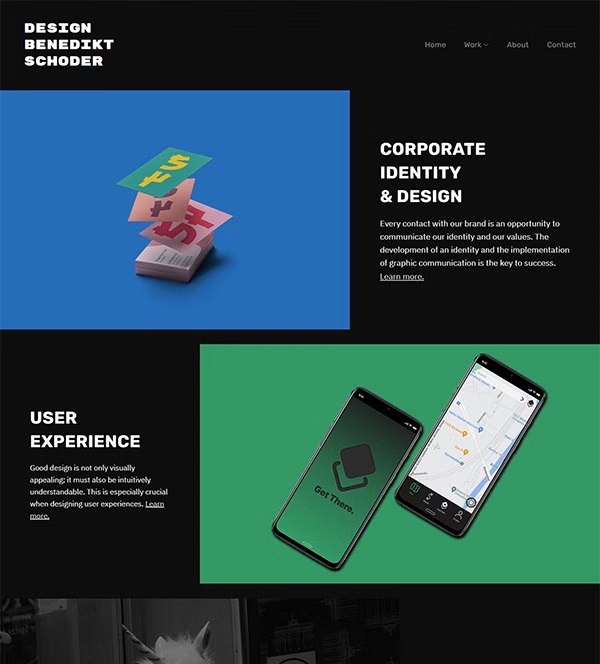 DESIGN
BENEDIKT
SCHODER
Home Work About Contact
CORPORATE
IDENTITY
& DESIGN
Every contact with our brand is an opportunity to
communicate our identity and our values. The
development of an identity and the implementation
of graphic communication is the key to success.
Learn more.
USER
EXPERIENCE
Good design is not only visually
appealing; it must also be intuitively
understandable. This is especially crucial
when designing user experiences. Learn
more.
Get There.